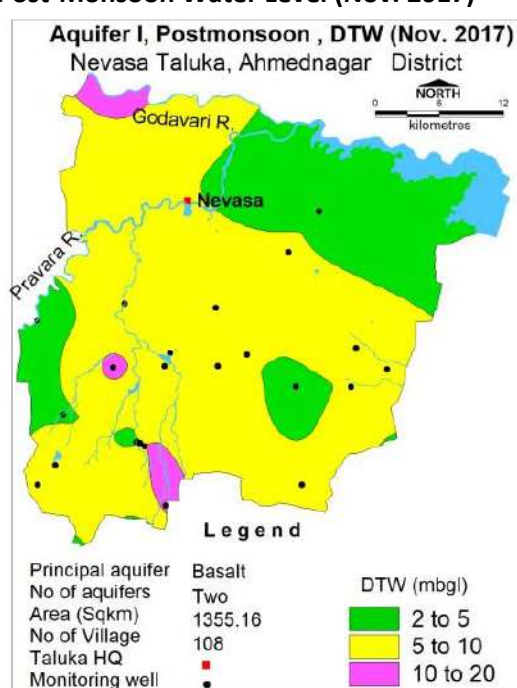 Post-Monsoon Water Level (Nov. 2017)
Aquifer I, Postmonsoon , DTW (Nov. 2017)
Nevasa Taluka, Ahmednagar District
NORTH
0 6 12
kilometres
Godavari R.
Nevasa
Pravara R.
Legend
Principal aquifer Basalt
No of aquifers Two
Area (Sqkm) 1355.16
No of Village 108
Taluka HQ
Monitoring well
DTW (mbgl)
2 to 5
5 to 10
10 to 20